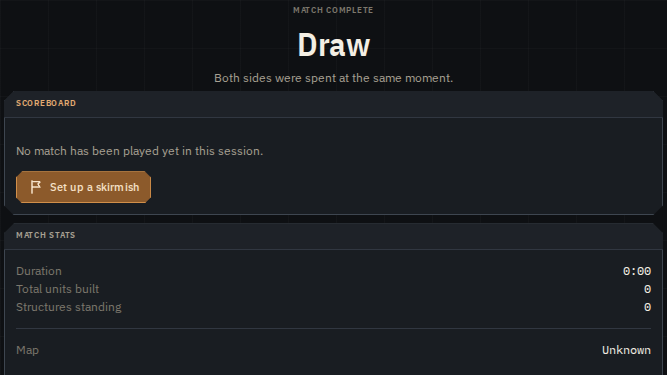 MATCH COMPLETE
Draw
Both sides were spent at the same moment.
SCOREBOARD
No match has been played yet in this session.
Set up a skirmish
MATCH STATS
Duration 0:00
Total units built 0
Structures standing 0
Map Unknown